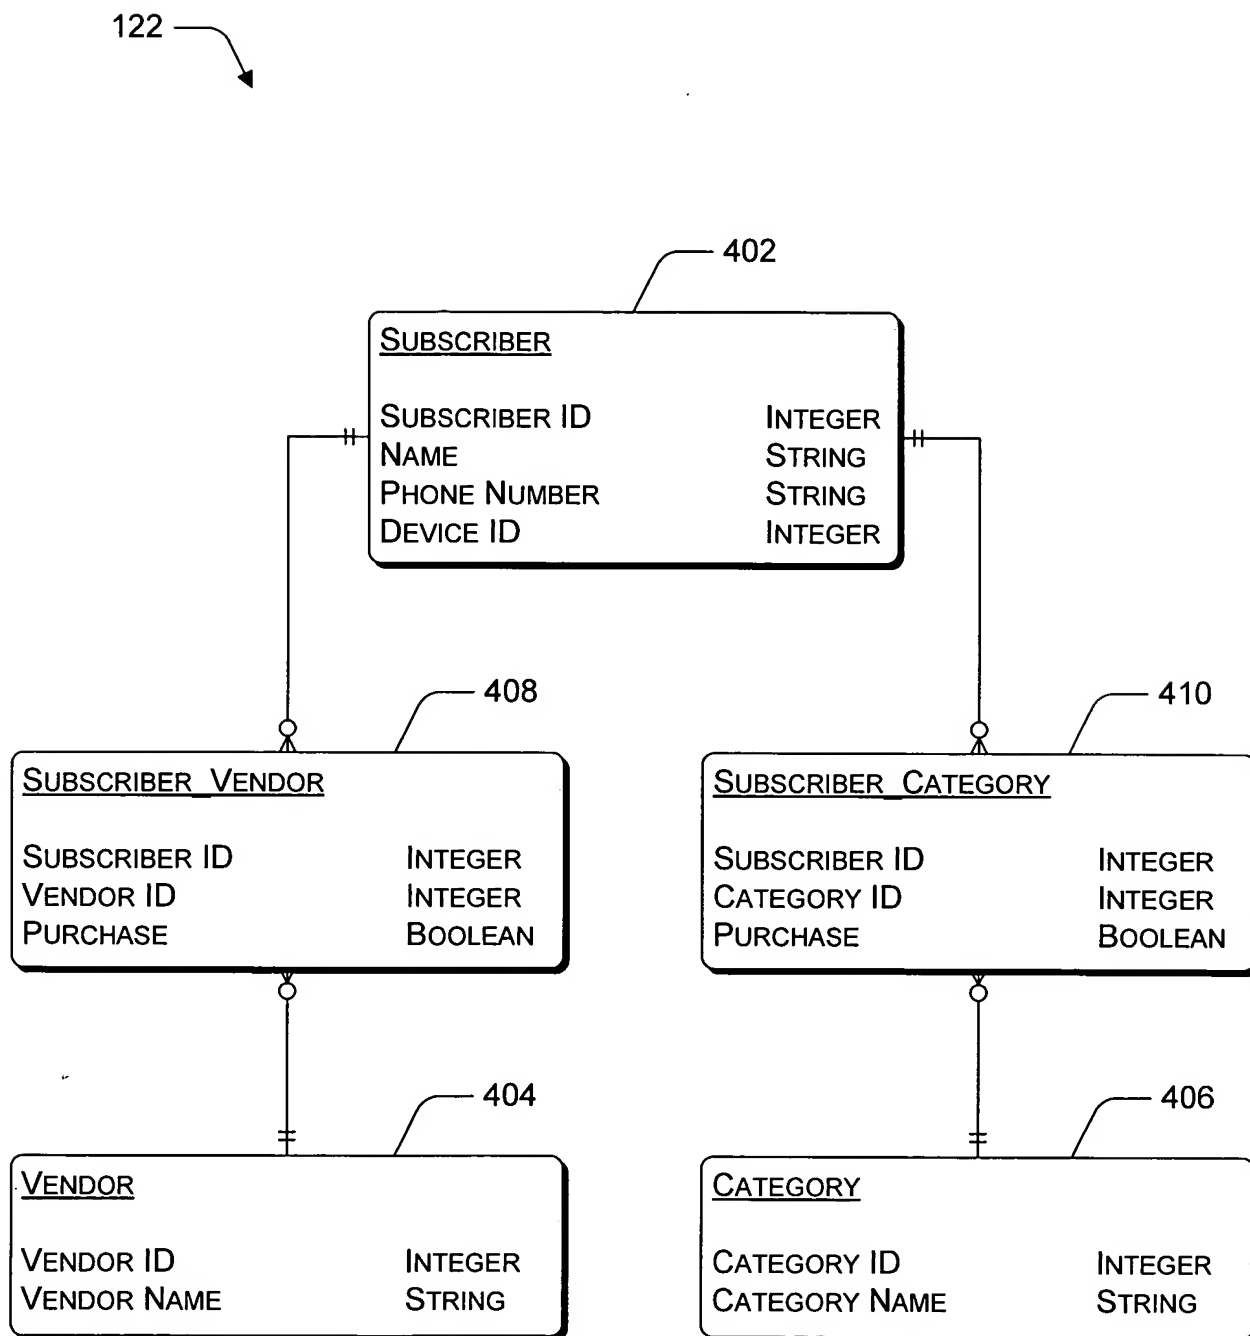 122
402
SUBSCRIBER
SUBSCRIBER ID INTEGER
NAME STRING
PHONE NUMBER STRING
DEVICE ID INTEGER
408
SUBSCRIBER_VENDOR
SUBSCRIBER ID INTEGER
VENDOR ID INTEGER
PURCHASE BOOLEAN
410
SUBSCRIBER_CATEGORY
SUBSCRIBER ID INTEGER
CATEGORY ID INTEGER
PURCHASE BOOLEAN
404
VENDOR
VENDOR ID INTEGER
VENDOR NAME STRING
406
CATEGORY
CATEGORY ID INTEGER
CATEGORY NAME STRING